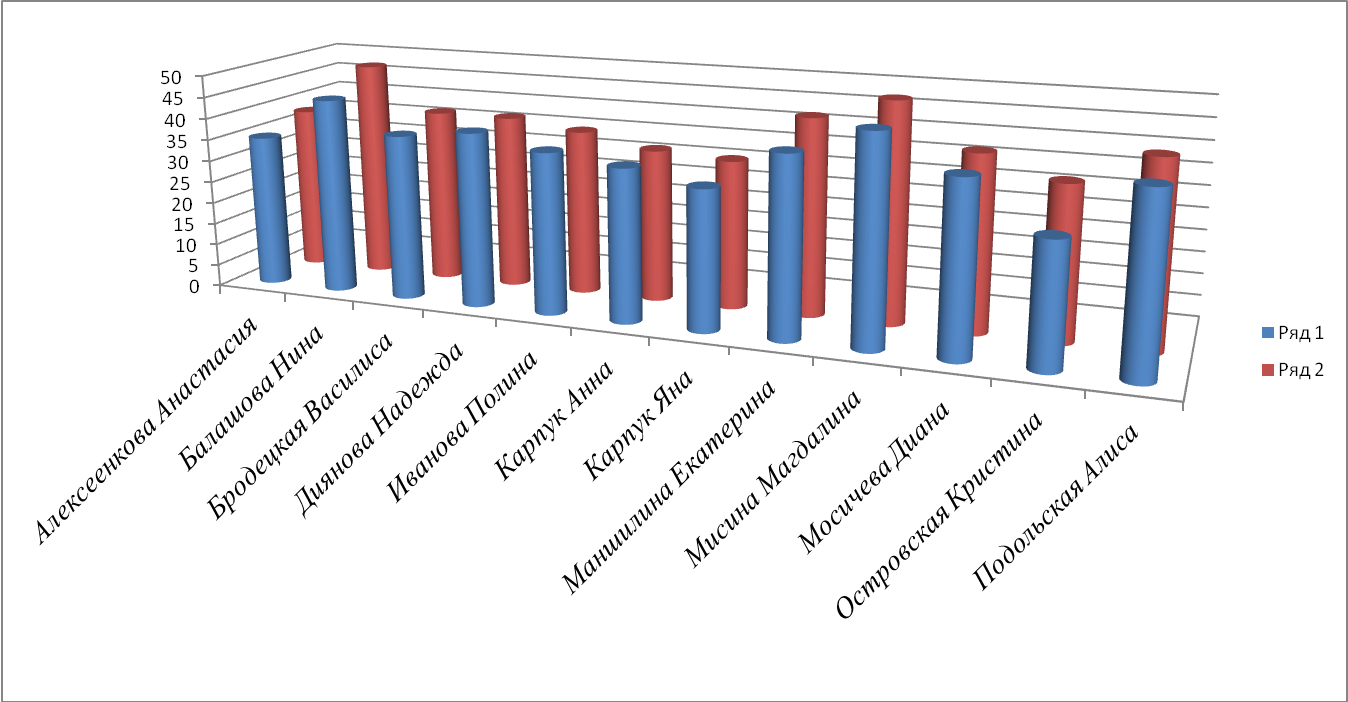 50
45
40
35
30
25
20
15
10
5
0
Алексеенкова Анастасия
Балашова Нина
Бродецкая Василиса
Диянова Надежда
Иванова Полина
Карпук Анна
Карпук Яна
Маншилина Екатерина
Мисина Магдалина
Мосичева Диана
Островская Кристина
Подольская Алиса
Ряд 1
Ряд 2